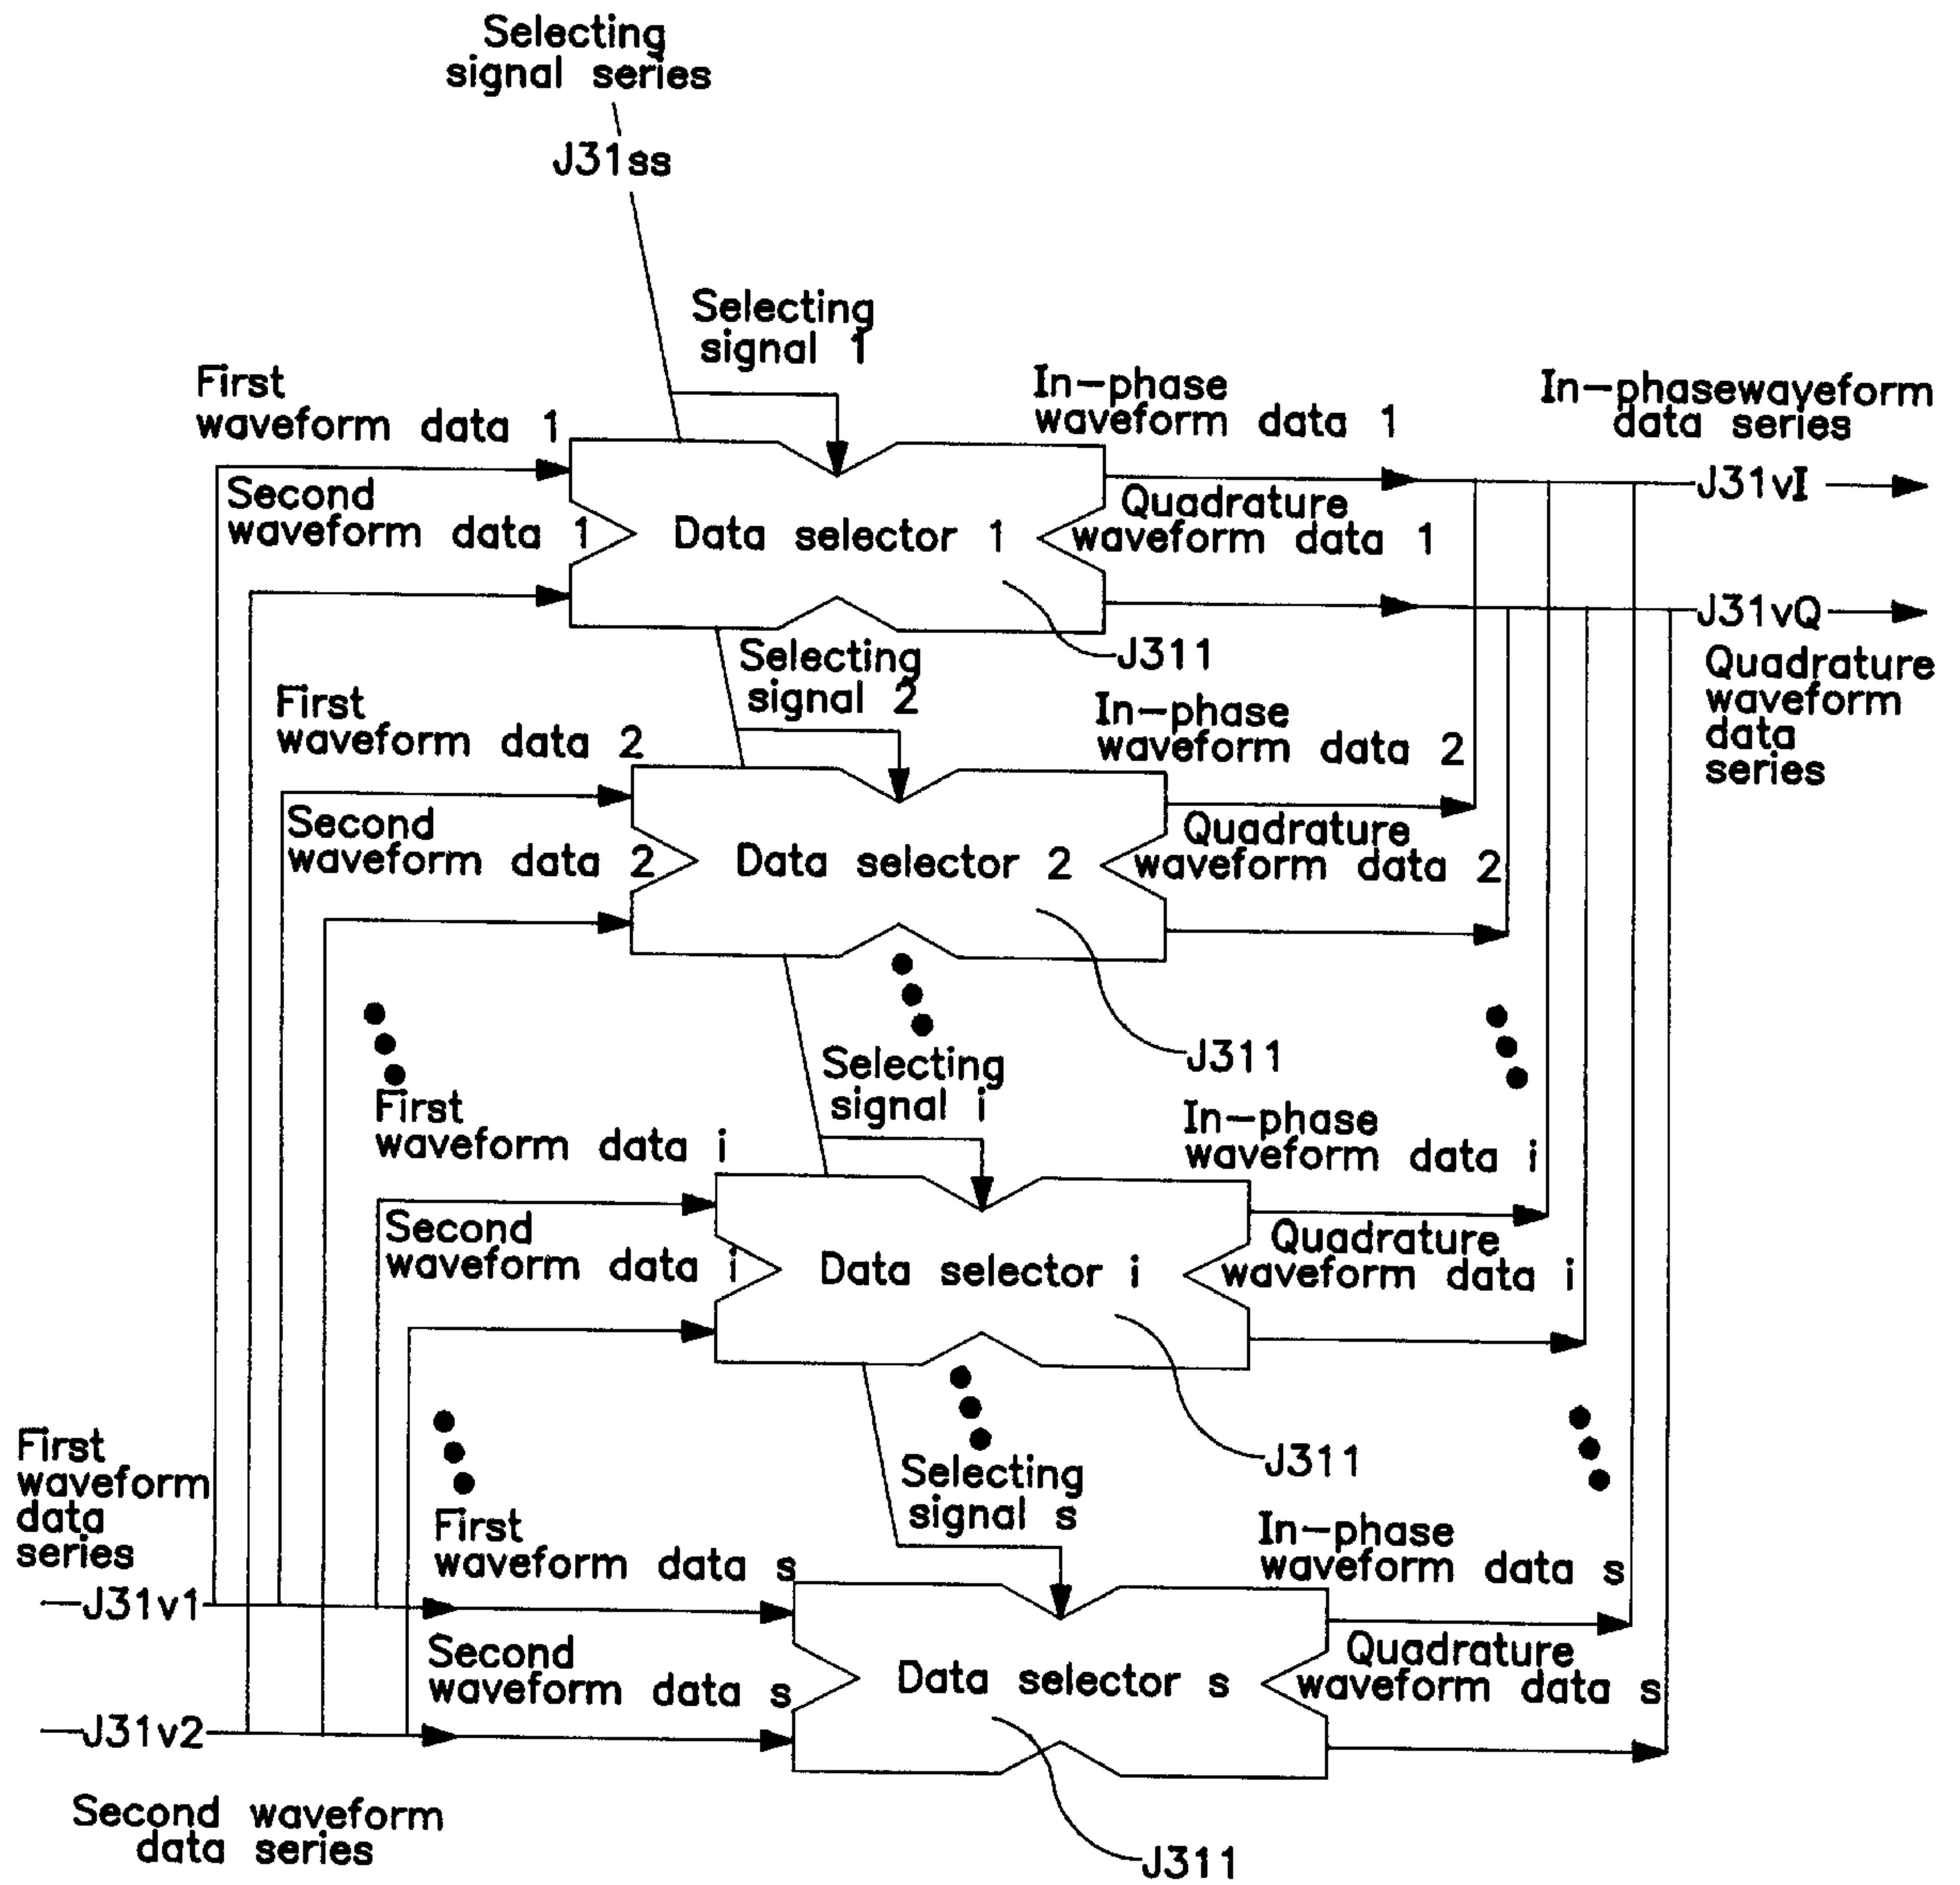 Selecting
signal series
J31ss
Selecting
signal 1
First
waveform data 1
In-phase
waveform data 1
In-phasewaveform
data series
Second
waveform data 1
Data selector 1
Quadrature
waveform data 1
J31vI
J31vQ
J311
Quadrature
waveform
data
series
Selecting
signal 2
First
waveform data 2
In-phase
waveform data 2
Second
waveform data 2
Data selector 2
Quadrature
waveform data 2
J311
Selecting
signal i
First
waveform data i
In-phase
waveform data i
Second
waveform data i
Data selector i
Quadrature
waveform data i
J311
First
waveform
data
series
Selecting
signal s
First
waveform data s
In-phase
waveform data s
J31v1
Second
waveform data s
Data selector s
Quadrature
waveform data s
J31v2
Second waveform
data series
J311